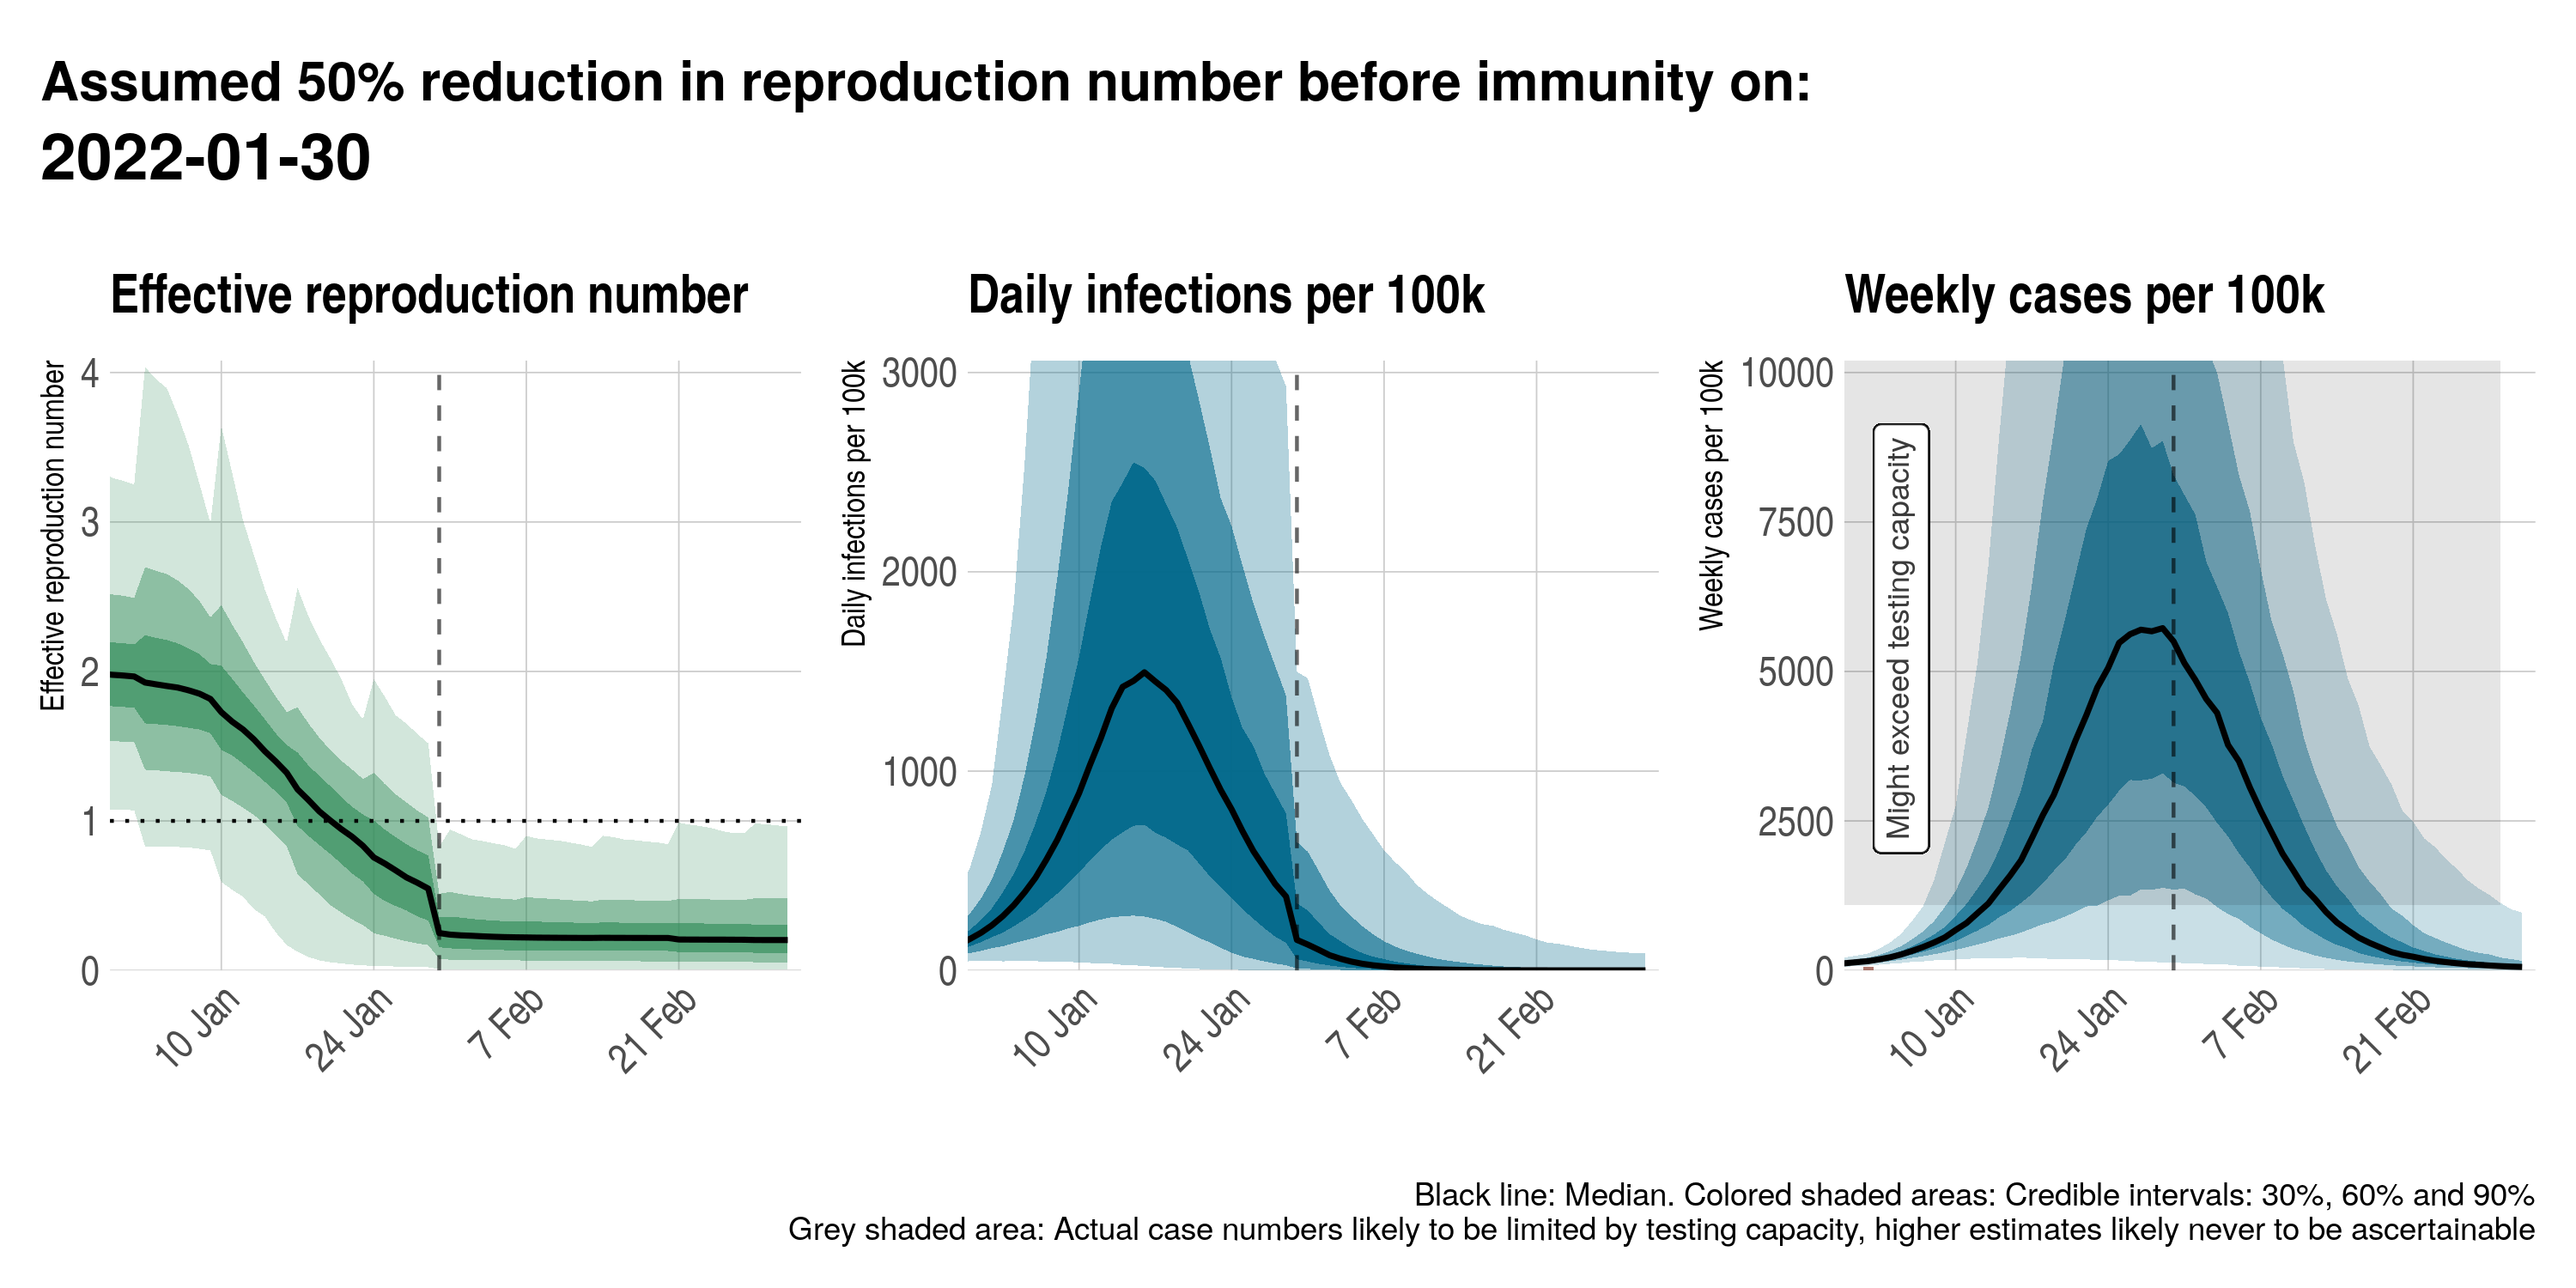 Assumed 50% reduction in reproduction number before immunity on:
2022-01-30
Effective reproduction number
Effective reproduction number
4
3
2
1
0
10 Jan
24 Jan
7 Feb
21 Feb
Daily infections per 100k
Daily infections per 100k
3000
2000
1000
0
10 Jan
24 Jan
7 Feb
21 Feb
Weekly cases per 100k
Weekly cases per 100k
10000
7500
5000
2500
0
Might exceed testing capacity
10 Jan
24 Jan
7 Feb
21 Feb
Black line: Median. Colored shaded areas: Credible intervals: 30%, 60% and 90%
Grey shaded area: Actual case numbers likely to be limited by testing capacity, higher estimates likely never to be ascertainable